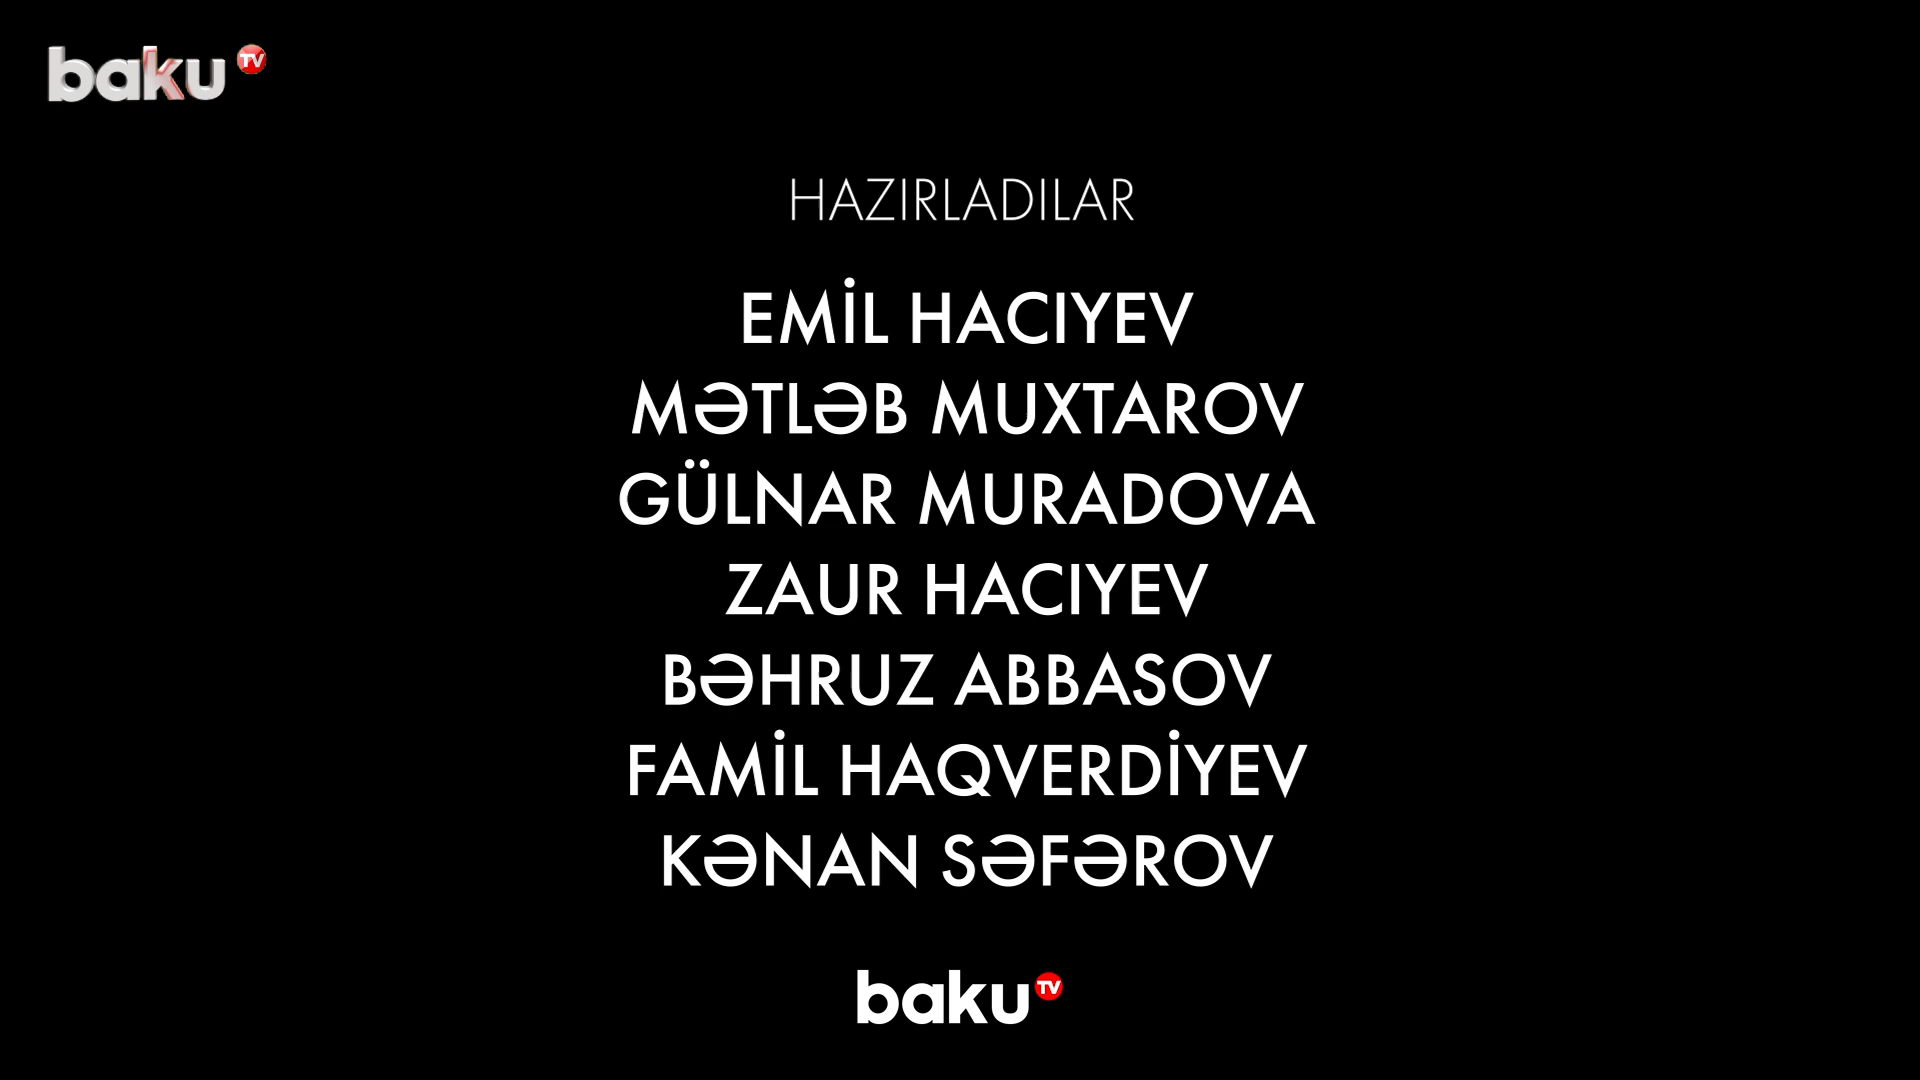 baku TV
HAZIRLADILAR
EMİL HACIYEV
MƏTLƏB MUXTAROV
GÜLNAR MURADOVA
ZAUR HACIYEV
BƏHRUZ ABBASOV
FAMİL HAQVERDİYEV
KƏNAN SƏFƏROV
baku TV